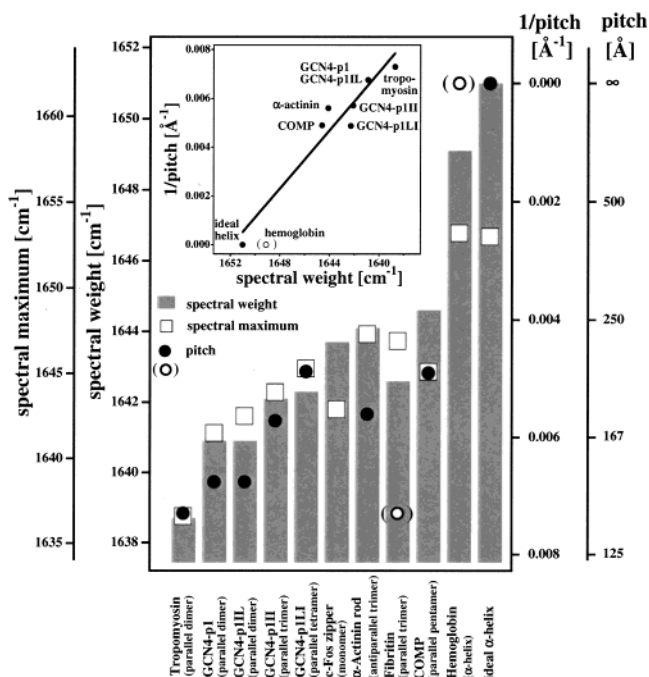 1/pitch pitch
[Å⁻¹] [Å]
spectral maximum [cm⁻¹]
1660
1655
1650
1645
1640
1635
spectral weight [cm⁻¹]
1652
1650
1648
1646
1644
1642
1640
1638
1/pitch [Å⁻¹]
0.008
0.006
0.004
0.002
0.000
GCN4-p1
GCN4-p1IL
tropo-
myosin
α-actinin
GCN4-p1II
COMP
GCN4-p1LI
ideal
helix
hemoglobin
( )
1652 1648 1644 1640
spectral weight [cm⁻¹]
spectral weight
spectral maximum
pitch
( )
( )
( )
0.000
0.002
0.004
0.006
0.008
∞
500
250
167
125
Tropomyosin
(parallel dimer)
GCN4-p1
(parallel dimer)
GCN4-p1IL
(parallel dimer)
GCN4-p1II
(parallel trimer)
GCN4-p1LI
(parallel tetramer)
c-Fos zipper
(monomer)
α-Actinin rod
(antiparallel trimer)
Fibritin
(parallel trimer)
COMP
(parallel pentamer)
Hemoglobin
(α-helix)
ideal α-helix